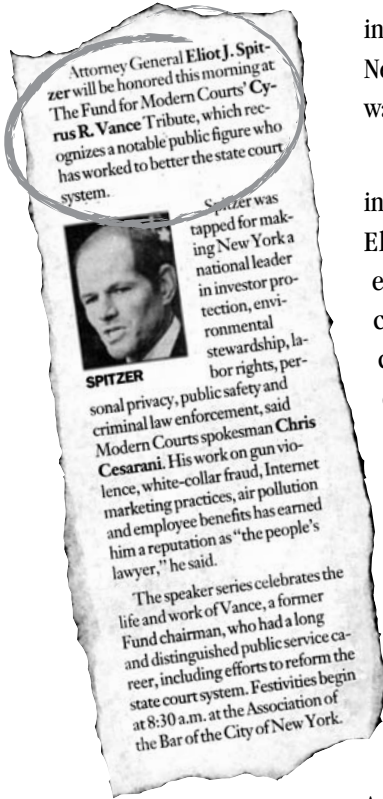 Attorney General Eliot J. Spit-
zer will be honored this morning at
The Fund for Modern Courts' Cy-
rus R. Vance Tribute, which rec-
ognizes a notable public figure who
has worked to better the state court
system.
Spitzer was
tapped for mak-
ing New York a
national leader
in investor pro-
tection, envi-
ronmental
stewardship, la-
bor rights, per-
SPITZER
sonal privacy, public safety and
criminal law enforcement, said
Modern Courts spokesman Chris
Cesarani. His work on gun vio-
lence, white-collar fraud, Internet
marketing practices, air pollution
and employee benefits has earned
him a reputation as "the people's
lawyer," he said.
The speaker series celebrates the
life and work of Vance, a former
Fund chairman, who had a long
and distinguished public service ca-
reer, including efforts to reform the
state court system. Festivities begin
at 8:30 a.m. at the Association of
the Bar of the City of New York.
in
El